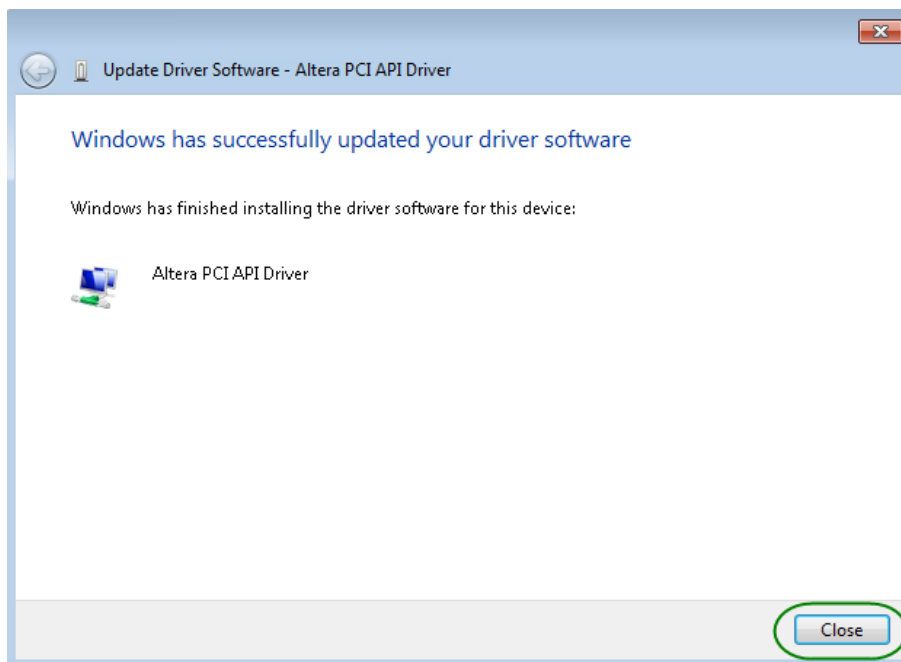 Update Driver Software - Altera PCI API Driver
Windows has successfully updated your driver software
Windows has finished installing the driver software for this device:
Altera PCI API Driver
Close